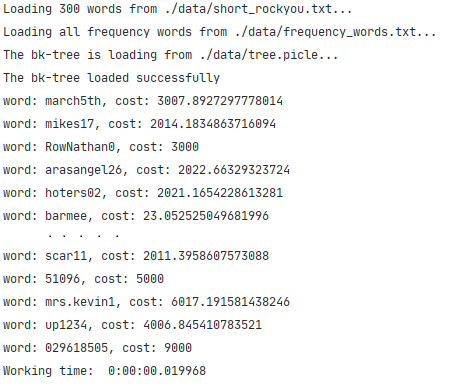 Loading 300 words from ./data/short_rockyou.txt...
Loading all frequency words from ./data/frequency_words.txt...
The bk-tree is loading from ./data/tree.picle...
The bk-tree loaded successfully
word: march5th, cost: 3007.8927297778014
word: mikes17, cost: 2014.1834863716094
word: RowNathan0, cost: 3000
word: arasangel26, cost: 2022.66329323724
word: hoters02, cost: 2021.1654228613281
word: barmee, cost: 23.052525049681996
. . . . .
word: scar11, cost: 2011.3958607573088
word: 51096, cost: 5000
word: mrs.kevin1, cost: 6017.191581438246
word: up1234, cost: 4006.845410783521
word: 029618505, cost: 9000
Working time:  0:00:00.019968